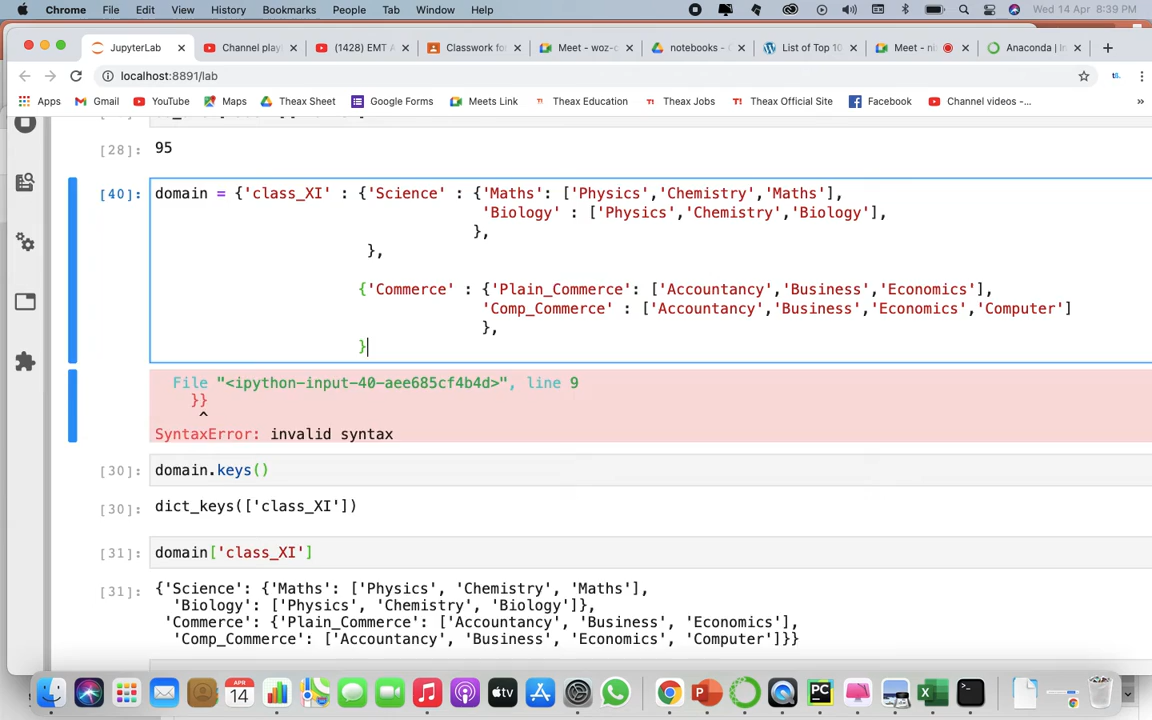 Chrome File Edit View History Bookmarks People Tab Window Help Wed 14 Apr 8:39 PM
JupyterLab Channel play (1428) EMT A Classwork for Meet - woz-c notebooks - G List of Top 10 Meet - ni Anaconda | In
localhost:8891/lab
Apps Gmail YouTube Maps Theax Sheet Google Forms Meets Link Theax Education Theax Jobs Theax Official Site Facebook Channel videos -... »
[28]: 95
[40]: domain = {'class_XI' : {'Science' : {'Maths': ['Physics','Chemistry','Maths'],
'Biology' : ['Physics','Chemistry','Biology'],
},
},
{'Commerce' : {'Plain_Commerce': ['Accountancy','Business','Economics'],
'Comp_Commerce' : ['Accountancy','Business','Economics','Computer']
},
}
File "<ipython-input-40-aee685cf4b4d>", line 9
}}
^
SyntaxError: invalid syntax
[30]: domain.keys()
[30]: dict_keys(['class_XI'])
[31]: domain['class_XI']
[31]: {'Science': {'Maths': ['Physics', 'Chemistry', 'Maths'],
'Biology': ['Physics', 'Chemistry', 'Biology']},
'Commerce': {'Plain_Commerce': ['Accountancy', 'Business', 'Economics'],
'Comp_Commerce': ['Accountancy', 'Business', 'Economics', 'Computer']}}
APR
14
tv
PC